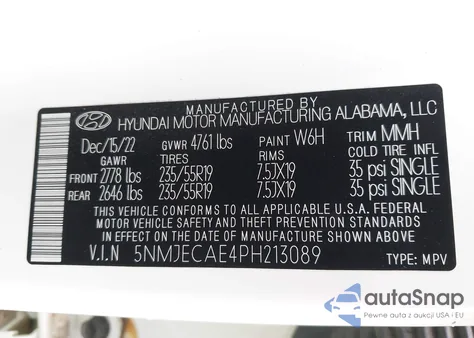 MANUFACTURED BY
HYUNDAI MOTOR MANUFACTURING ALABAMA, LLC
Dec/15/22 GVWR 4761 lbs PAINT W6H TRIM MMH
GAWR TIRES RIMS COLD TIRE INFL
FRONT 2778 lbs 235/55R19 7.5JX19 35 psi SINGLE
REAR 2646 lbs 235/55R19 7.5JX19 35 psi SINGLE
THIS VEHICLE CONFORMS TO ALL APPLICABLE U.S.A. FEDERAL
MOTOR VEHICLE SAFETY AND THEFT PREVENTION STANDARDS
IN EFFECT ON THE DATE OF MANUFACTURE SHOWN ABOVE.
V.I.N 5NMJECAE4PH213089 TYPE: MPV
autoSnap
Pewne auta z aukcji USA i EU